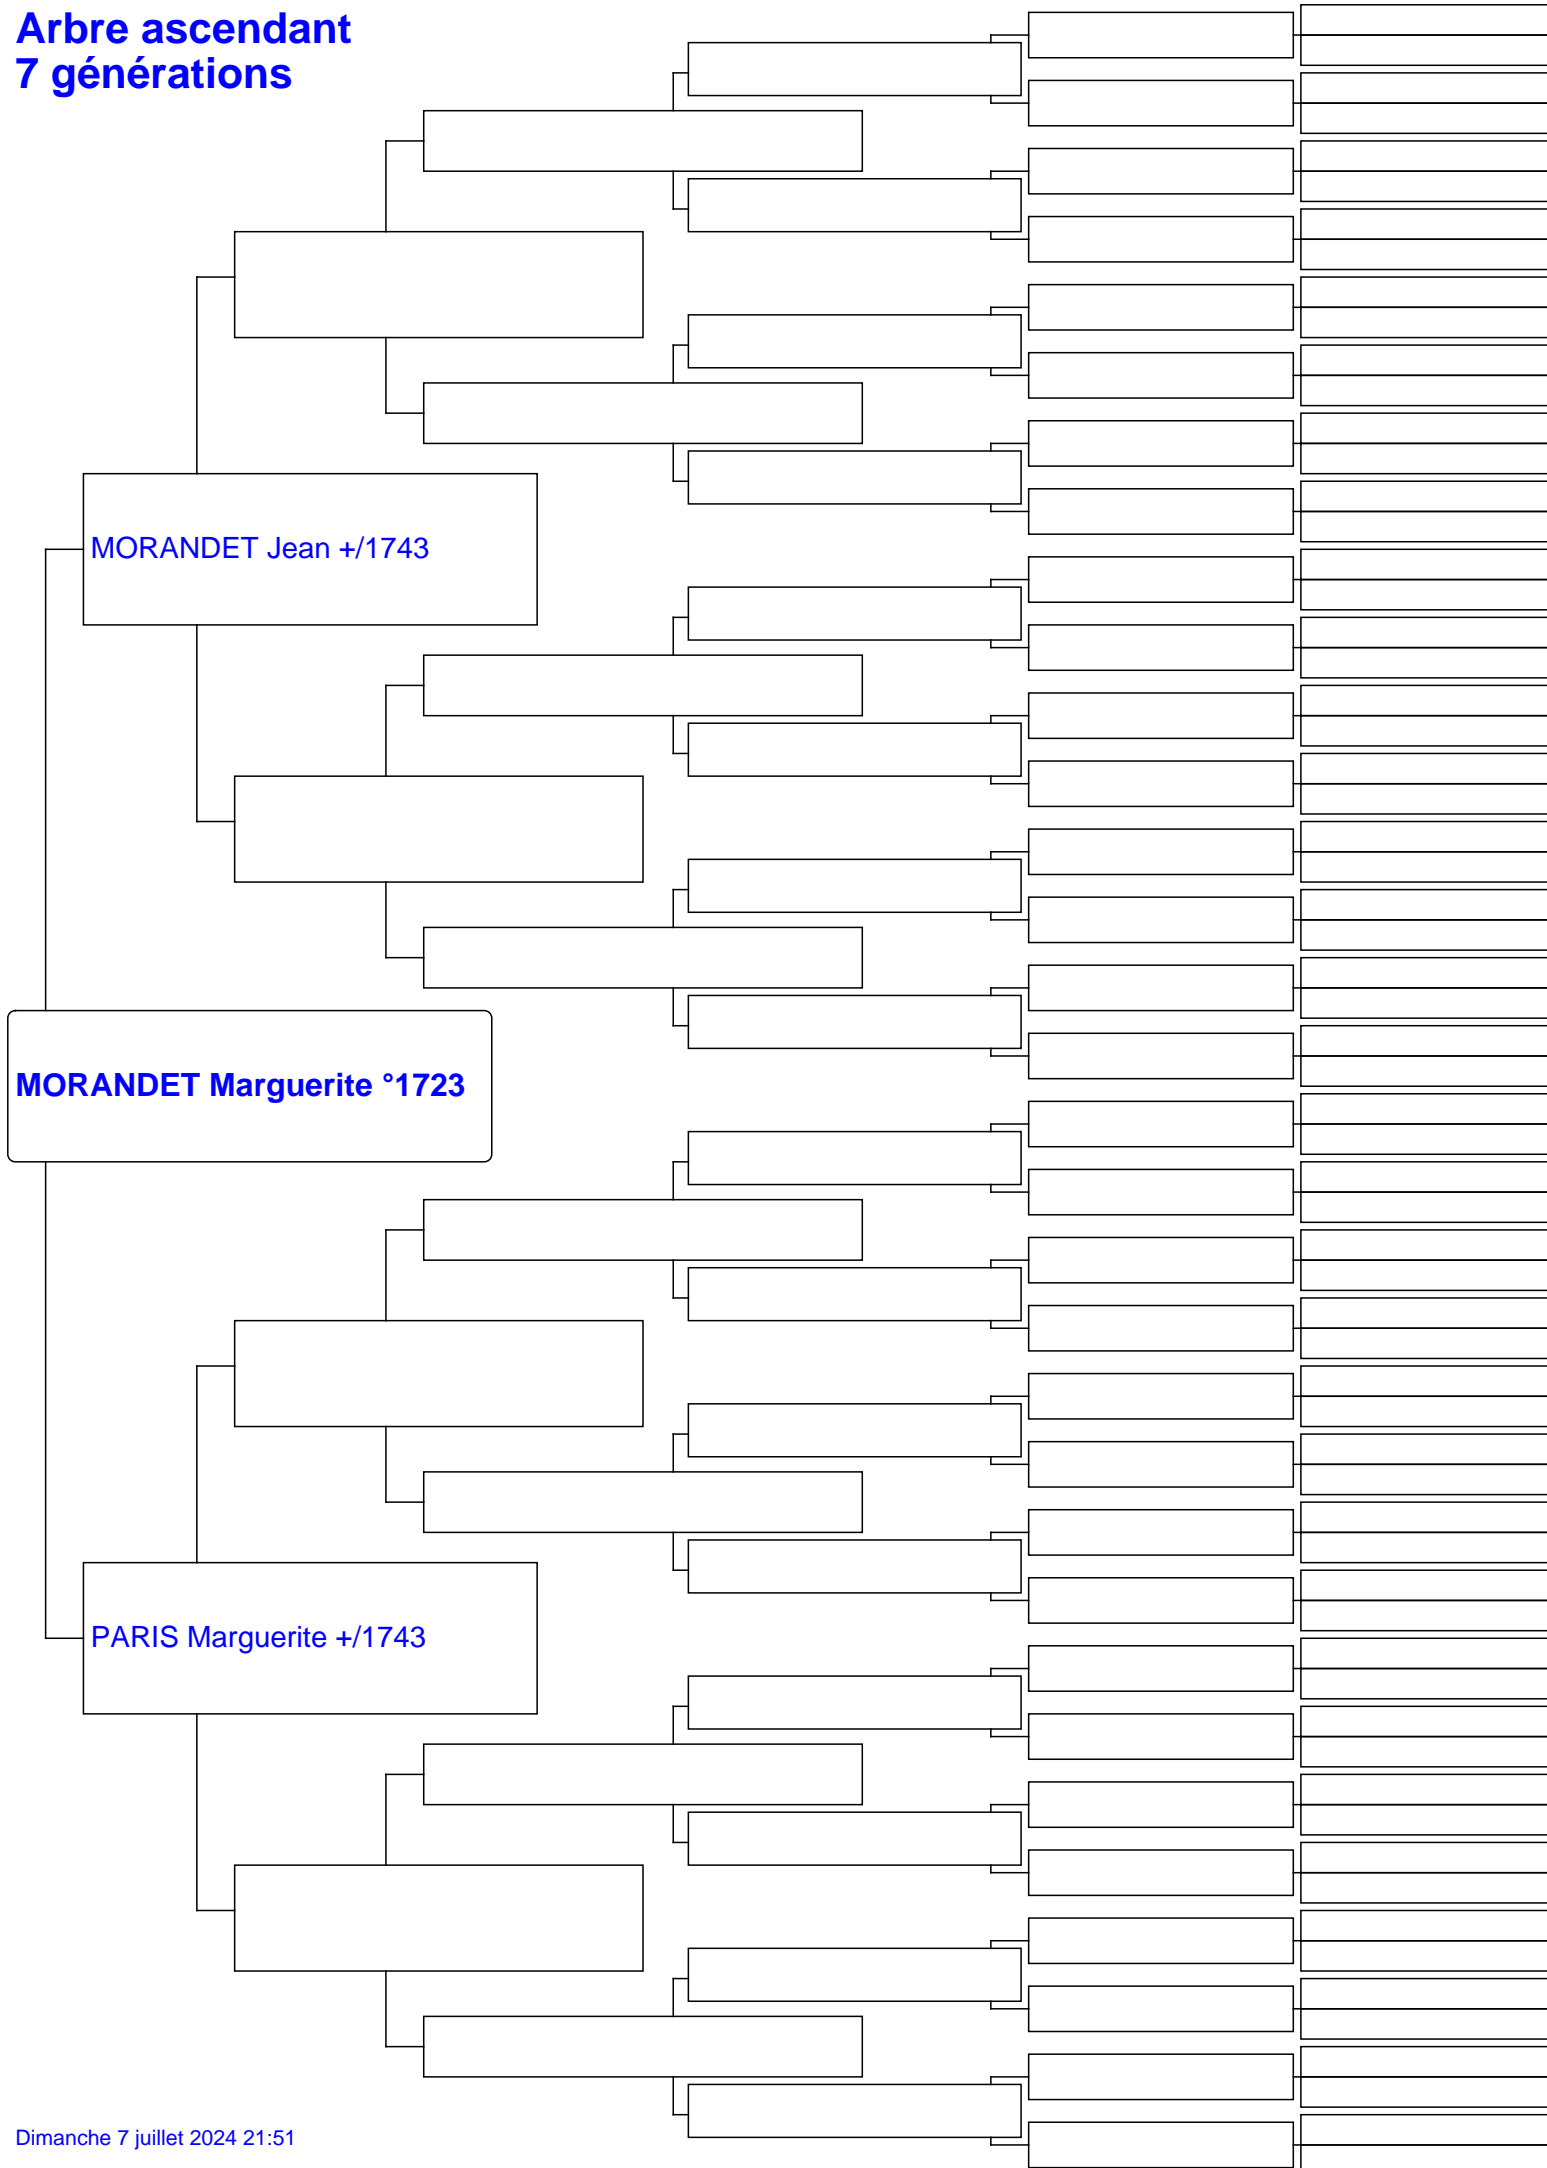 Arbre ascendant
7 générations
MORANDET Jean +/1743
MORANDET Marguerite °1723
PARIS Marguerite +/1743
Dimanche 7 juillet 2024 21:51